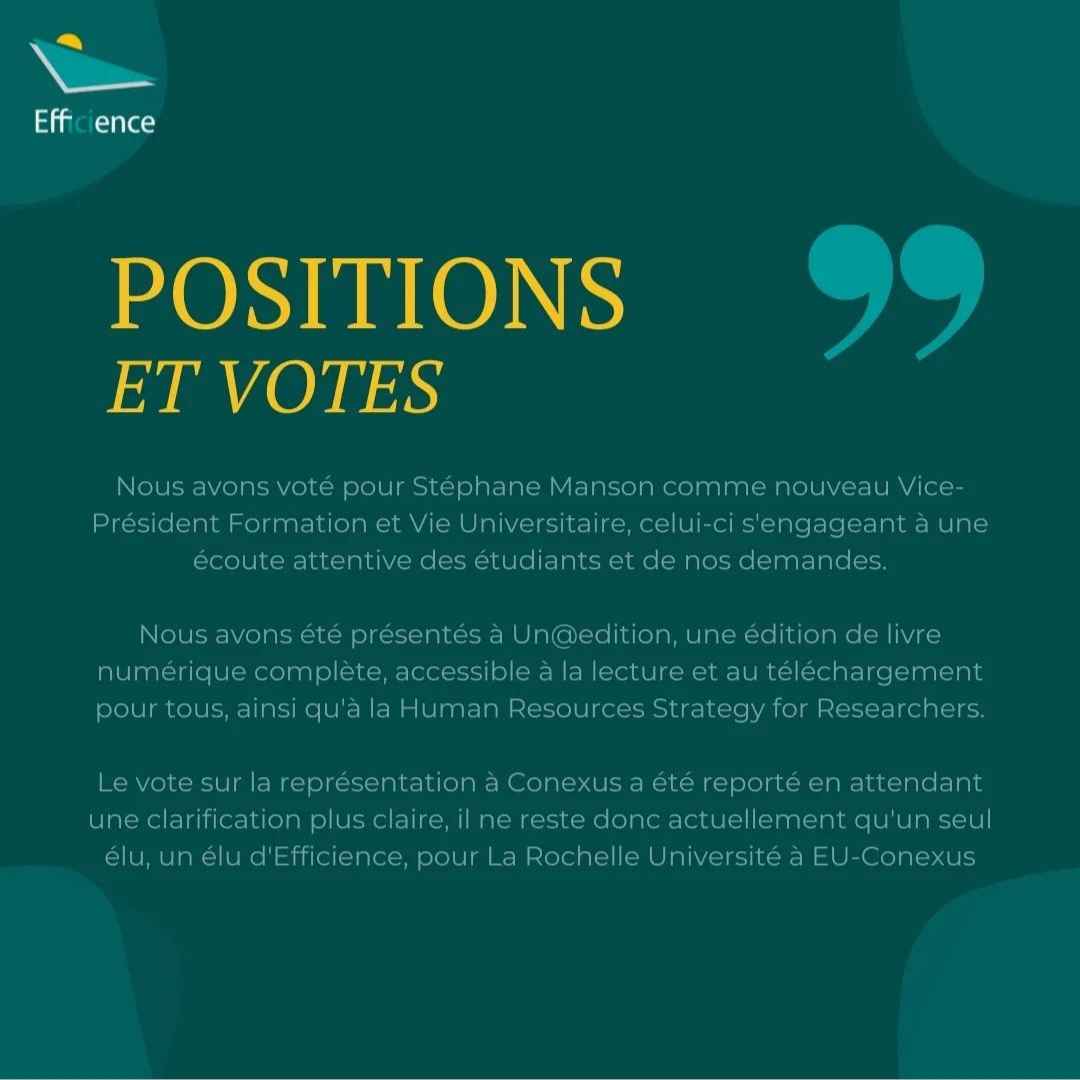 Efficience
POSITIONS
ET VOTES
Nous avons voté pour Stéphane Manson comme nouveau Vice-
Président Formation et Vie Universitaire, celui-ci s'engageant à une
écoute attentive des étudiants et de nos demandes.
Nous avons été présentés à Un@edition, une édition de livre
numérique complète, accessible à la lecture et au téléchargement
pour tous, ainsi qu'à la Human Resources Strategy for Researchers.
Le vote sur la représentation à Conexus a été reporté en attendant
une clarification plus claire, il ne reste donc actuellement qu'un seul
élu, un élu d'Efficience, pour La Rochelle Université à EU-Conexus